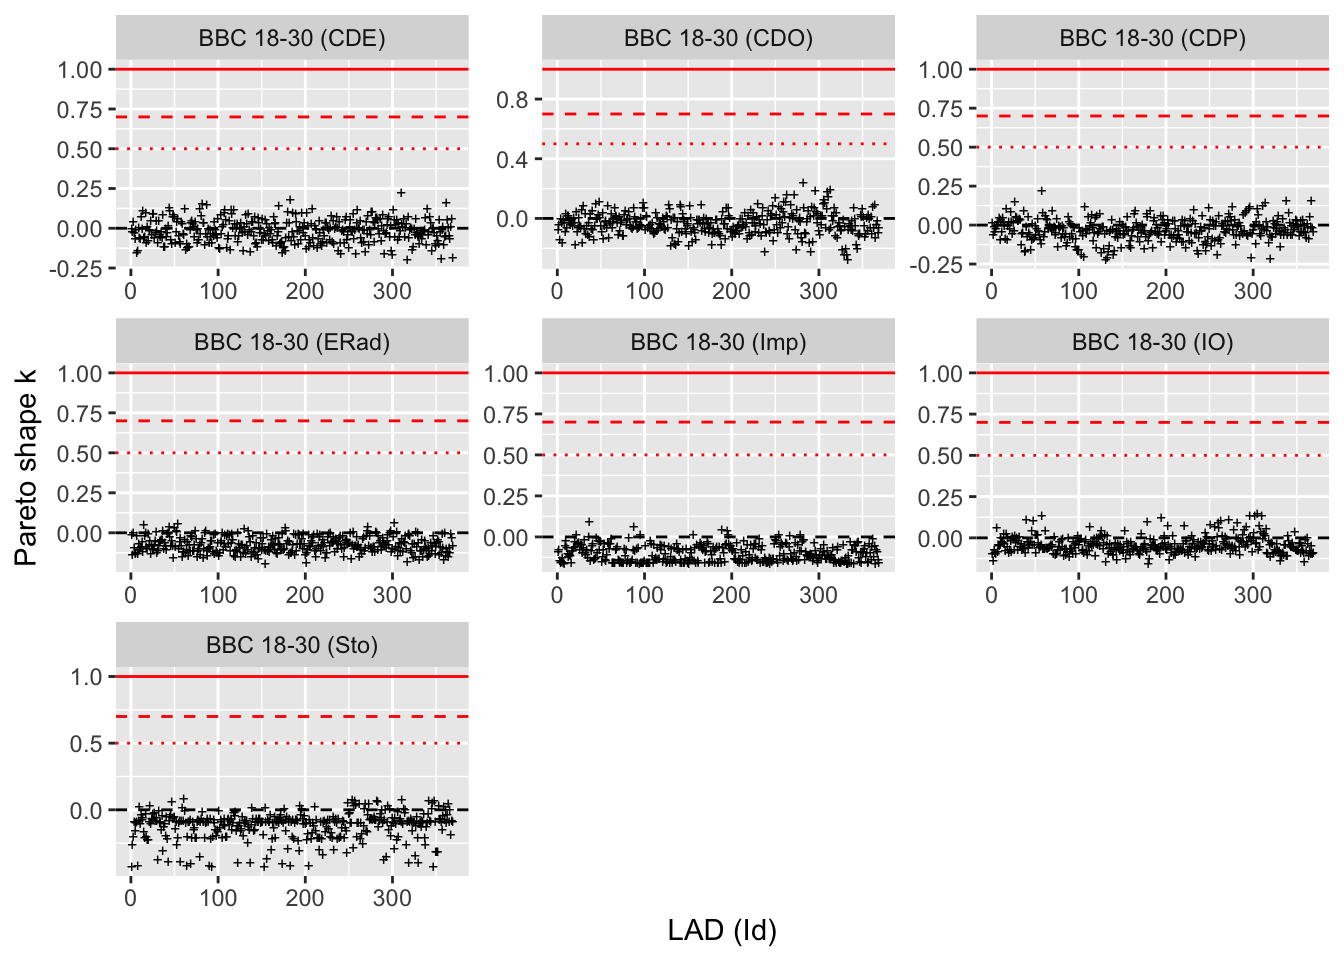 BBC 18-30 (CDE)
BBC 18-30 (CDO)
BBC 18-30 (CDP)
1.00
0.75
0.50
0.25
0.00
-0.25
0.8
0.4
0.0
1.00
0.75
0.50
0.25
0.00
-0.25
0 100 200 300
0 100 200 300
0 100 200 300
BBC 18-30 (ERad)
BBC 18-30 (Imp)
BBC 18-30 (IO)
1.00
0.75
0.50
0.25
0.00
1.00
0.75
0.50
0.25
0.00
1.00
0.75
0.50
0.25
0.00
0 100 200 300
0 100 200 300
0 100 200 300
Pareto shape k
BBC 18-30 (Sto)
1.0
0.5
0.0
0 100 200 300
LAD (Id)